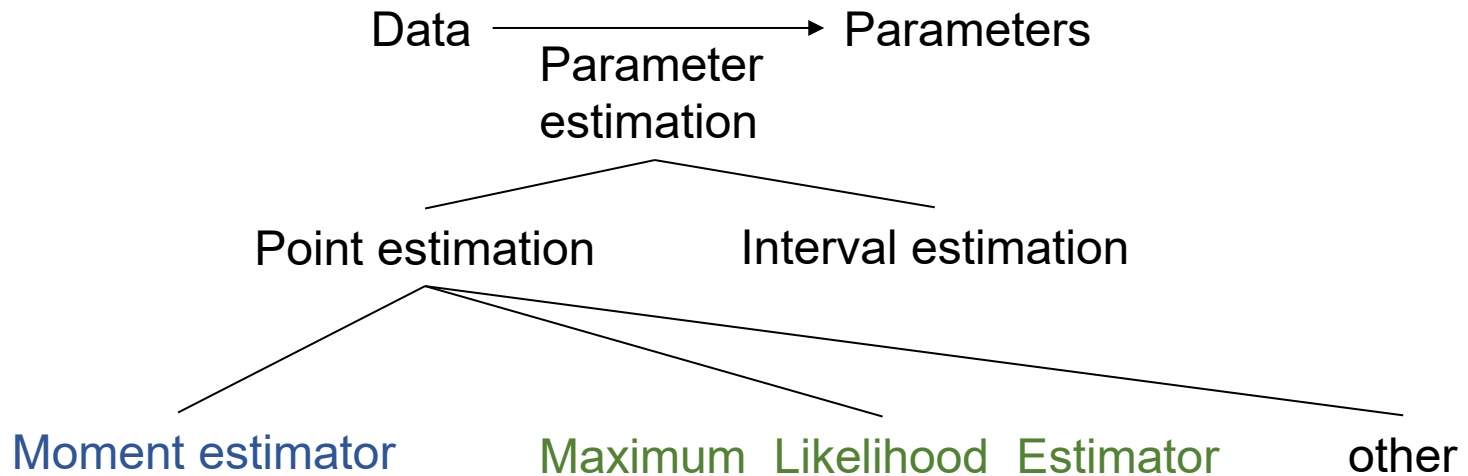 Data Parameters
Parameter
estimation
Point estimation Interval estimation
Moment estimator Maximum Likelihood Estimator other